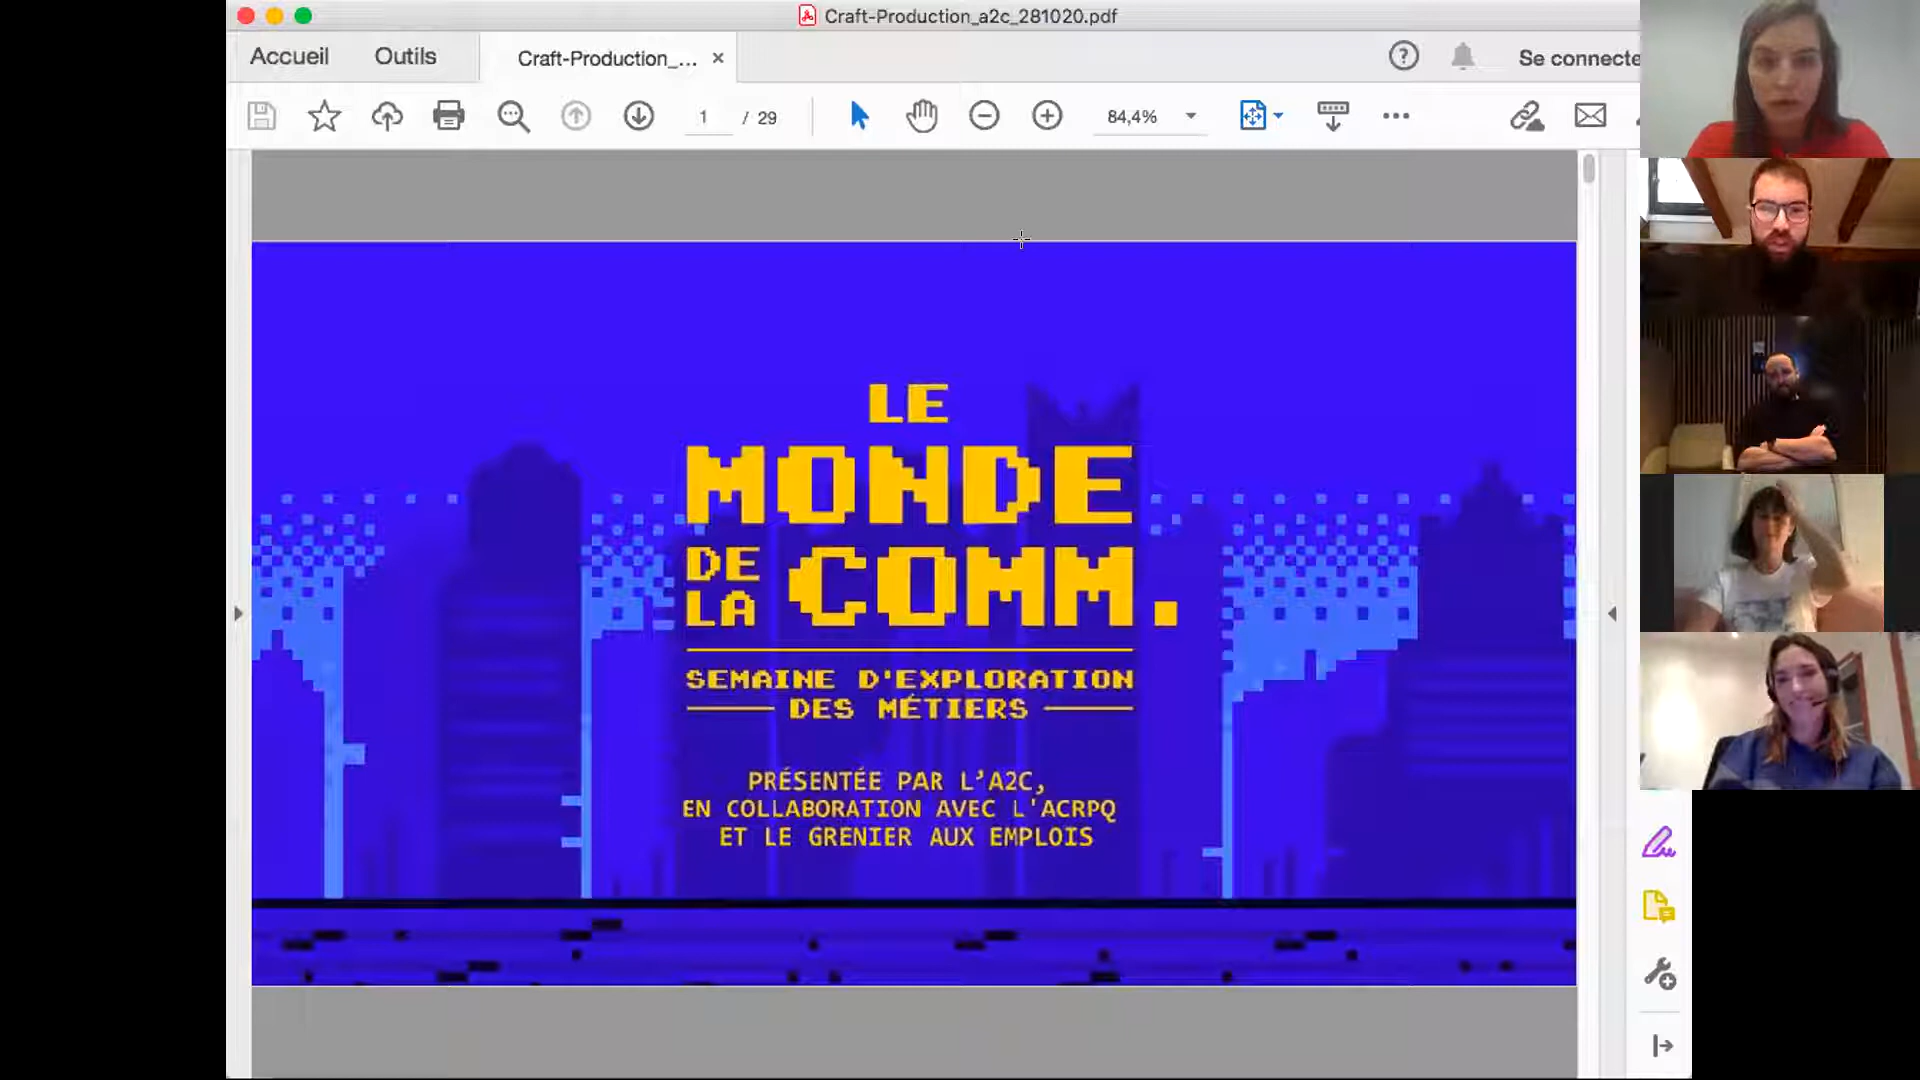 Craft-Production_a2c_281020.pdf
Accueil
Outils
Craft-Production_...
Se connecte
1 / 29
84,4%
LE
MONDE
DE LA COMM.
SEMAINE D'EXPLORATION
DES MÉTIERS
PRÉSENTÉE PAR L'A2C,
EN COLLABORATION AVEC L'ACRPQ
ET LE GRENIER AUX EMPLOIS